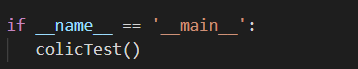 if __name__ == '__main__':
    colicTest()